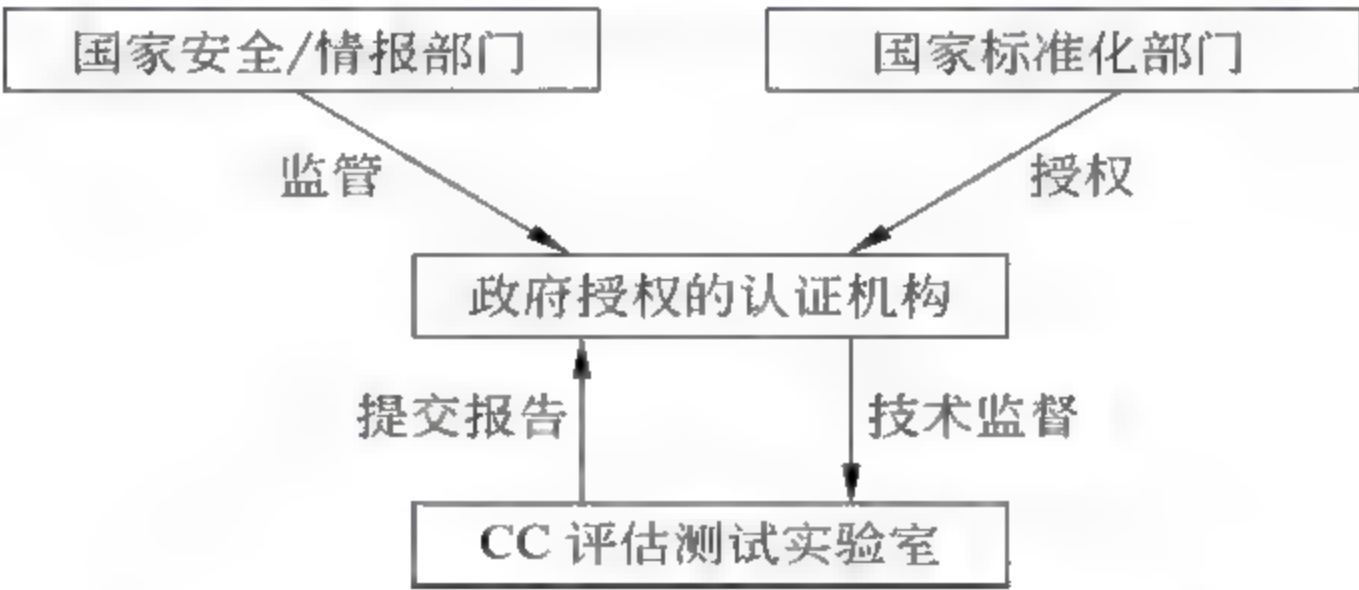 国家安全/情报部门
国家标准化部门
监管
授权
政府授权的认证机构
提交报告
技术监督
CC 评估测试实验室